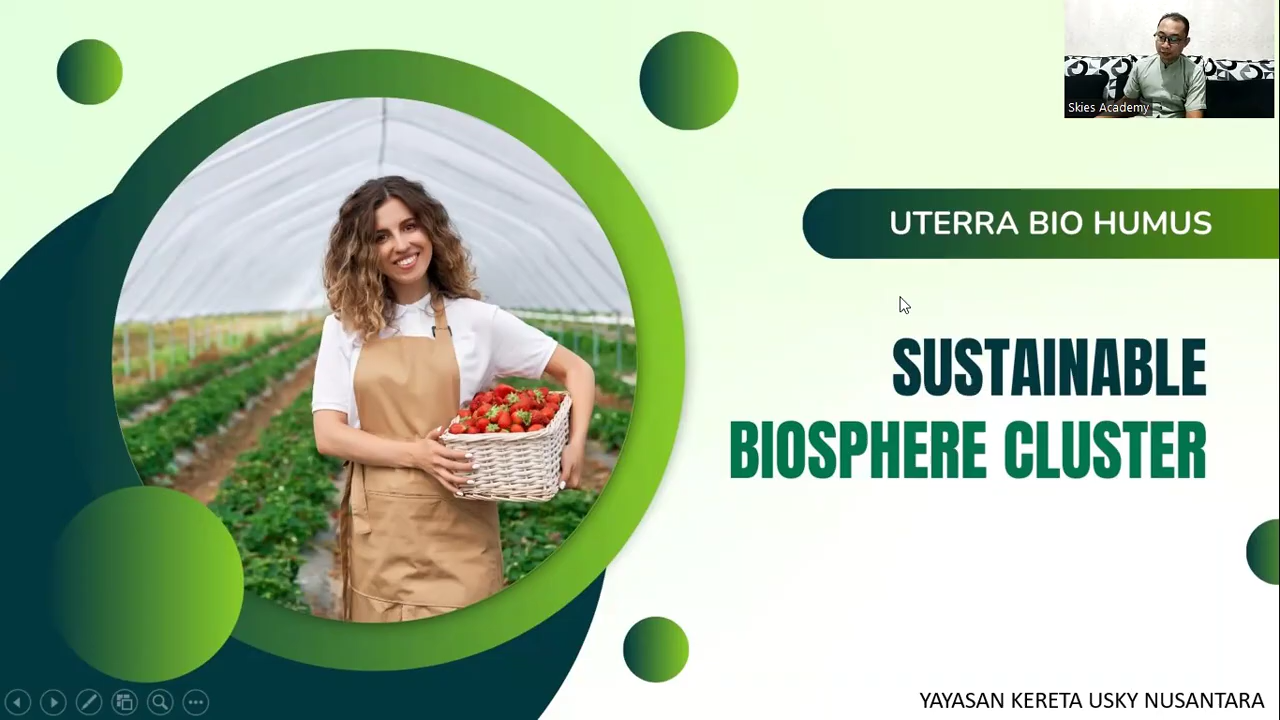 Skies Academy
UTERRA BIO HUMUS
SUSTAINABLE
BIOSPHERE CLUSTER
YAYASAN KERETA USKY NUSANTARA